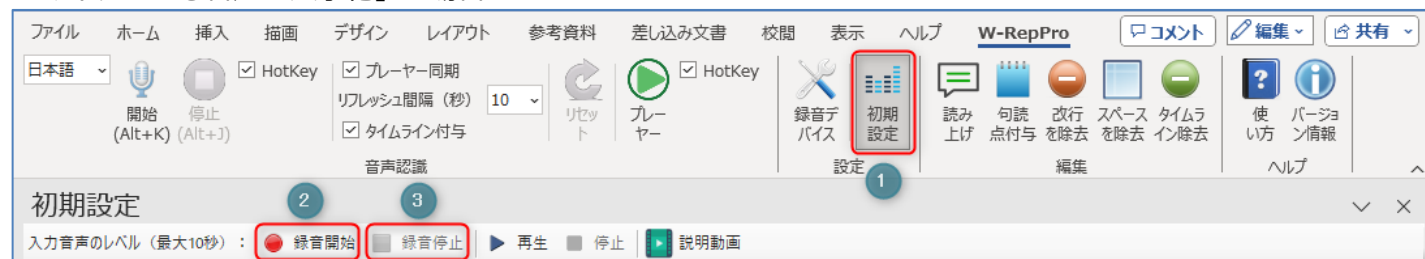 ファイル ホーム 挿入 描画 デザイン レイアウト 参考資料 差し込み文書 校閲 表示 ヘルプ W-RepPro コメント 編集 共有
日本語
開始
(Alt+K)
停止
(Alt+J)
HotKey
プレーヤー同期
リフレッシュ間隔(秒) 10
タイムライン付与
リセッ
ト
プレー
ヤー
HotKey
録音デ
バイス
初期
設定
読み
上げ
句読
点付与
改行
を除去
スペース
を除去
タイムラ
イン除去
使
い方
バージョ
ン情報
音声認識 設定 編集 ヘルプ
1
初期設定
2 3
入力音声のレベル(最大10秒): 録音開始 録音停止 再生 停止 説明動画